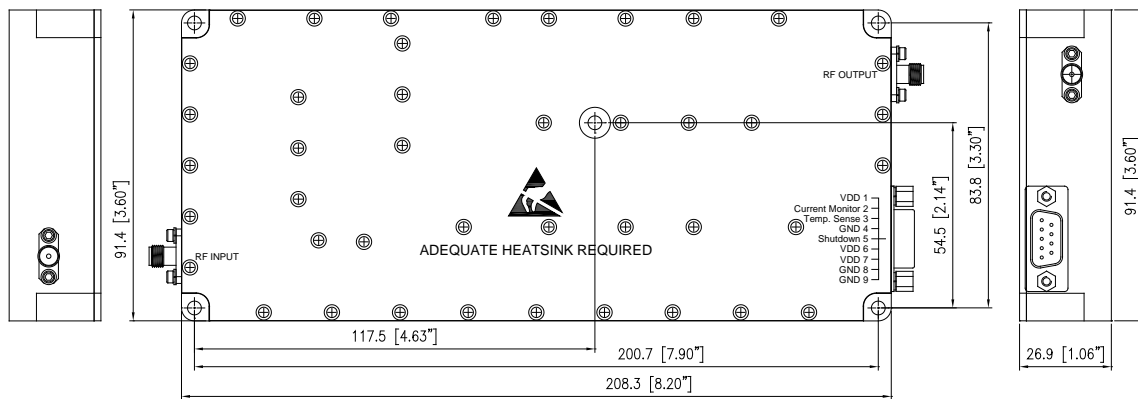 RF OUTPUT
91.4 [3.60”]
83.8 [3.30”]
54.5 [2.14”]
91.4 [3.60”]
VDD 1
Current Monitor 2
Temp. Sense 3
GND 4
Shutdown 5
VDD 6
VDD 7
GND 8
GND 9
ADEQUATE HEATSINK REQUIRED
RF INPUT
117.5 [4.63”]
200.7 [7.90”]
208.3 [8.20”]
26.9 [1.06”]